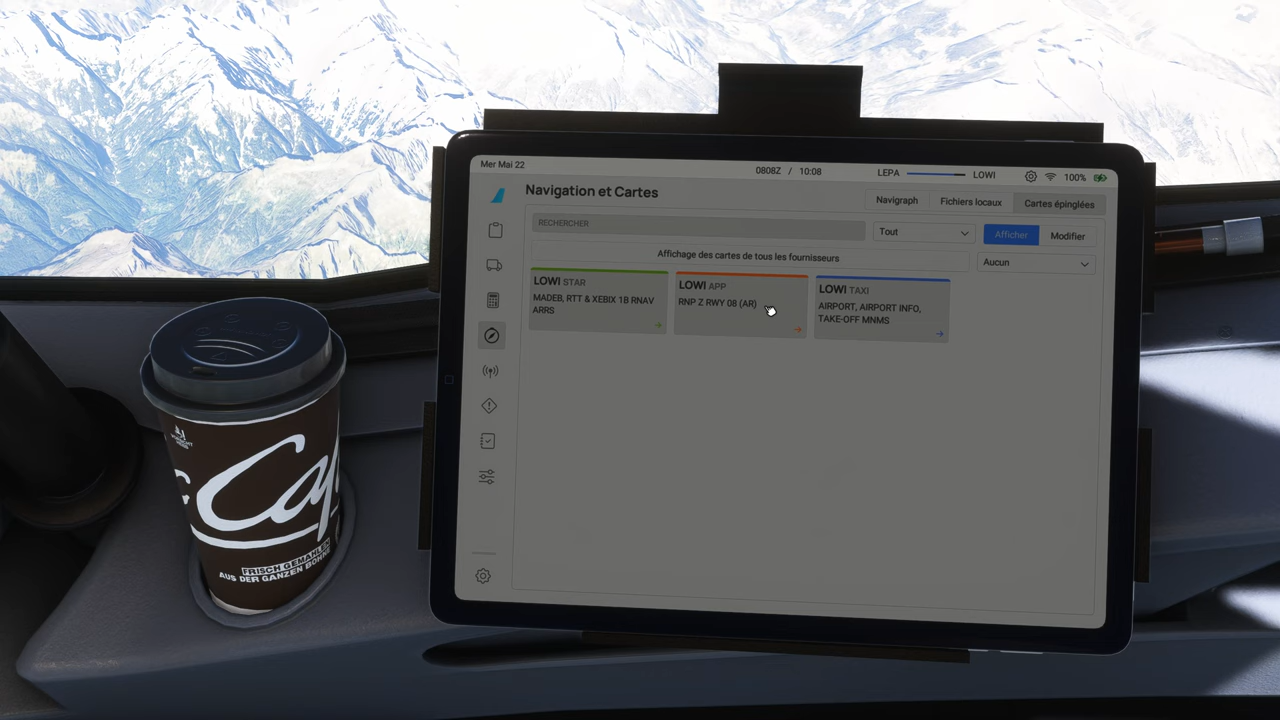 Mer Mai 22
0808Z / 10:08
LEPA
LOWI
100%
Navigation et Cartes
Navigraph
Fichiers locaux
Cartes épinglées
RECHERCHER
Tout
Afficher
Modifier
Affichage des cartes de tous les fournisseurs
Aucun
LOWI STAR
MADEB, RTT & XEBIX 1B RNAV
ARRS
LOWI APP
RNP Z RWY 08 (AR)
LOWI TAXI
AIRPORT, AIRPORT INFO,
TAKE-OFF MNMS
FRISCH GEMAHLEN
AUS DER GANZEN BOHNE